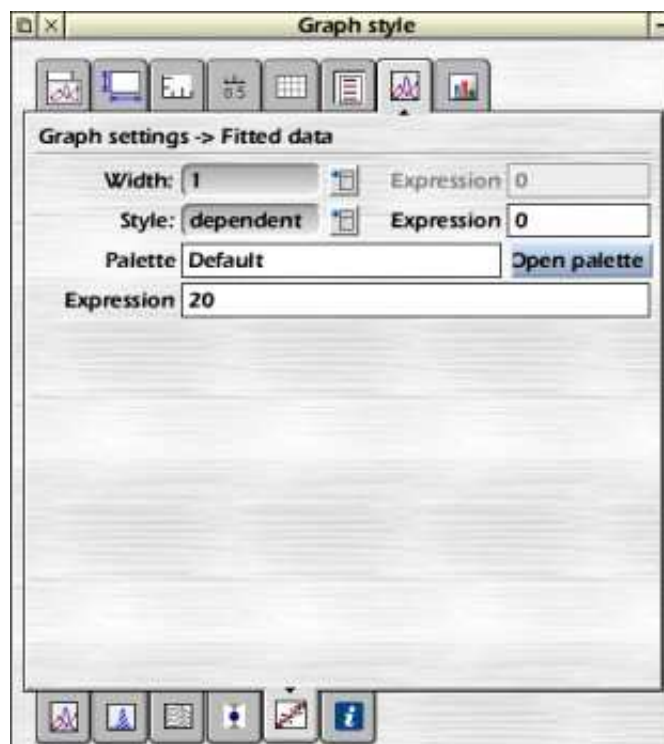 Graph style
Graph settings -> Fitted data
Width: 1 Expression 0
Style: dependent Expression 0
Palette Default Open palette
Expression 20